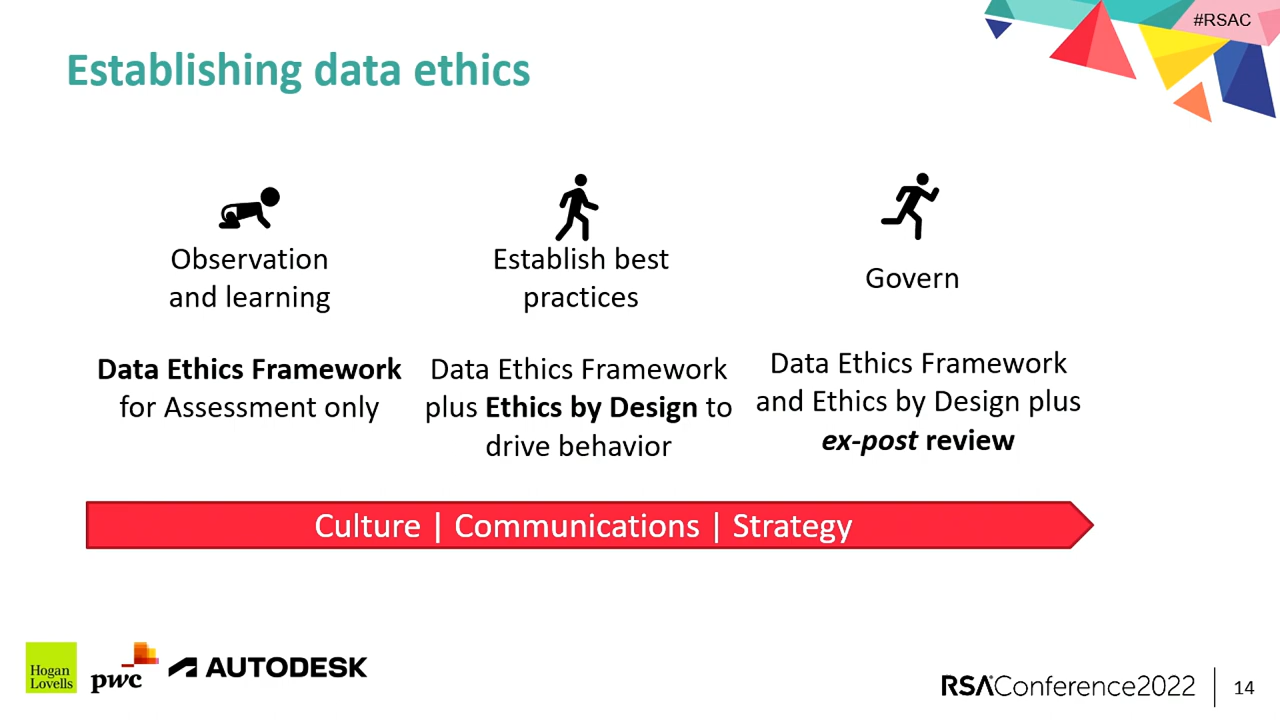 #RSAC
Establishing data ethics
Observation
and learning
Establish best
practices
Govern
Data Ethics Framework
for Assessment only
Data Ethics Framework
plus Ethics by Design to
drive behavior
Data Ethics Framework
and Ethics by Design plus
ex-post review
Culture | Communications | Strategy
Hogan
Lovells
pwc
AUTODESK
RSAConference2022
14